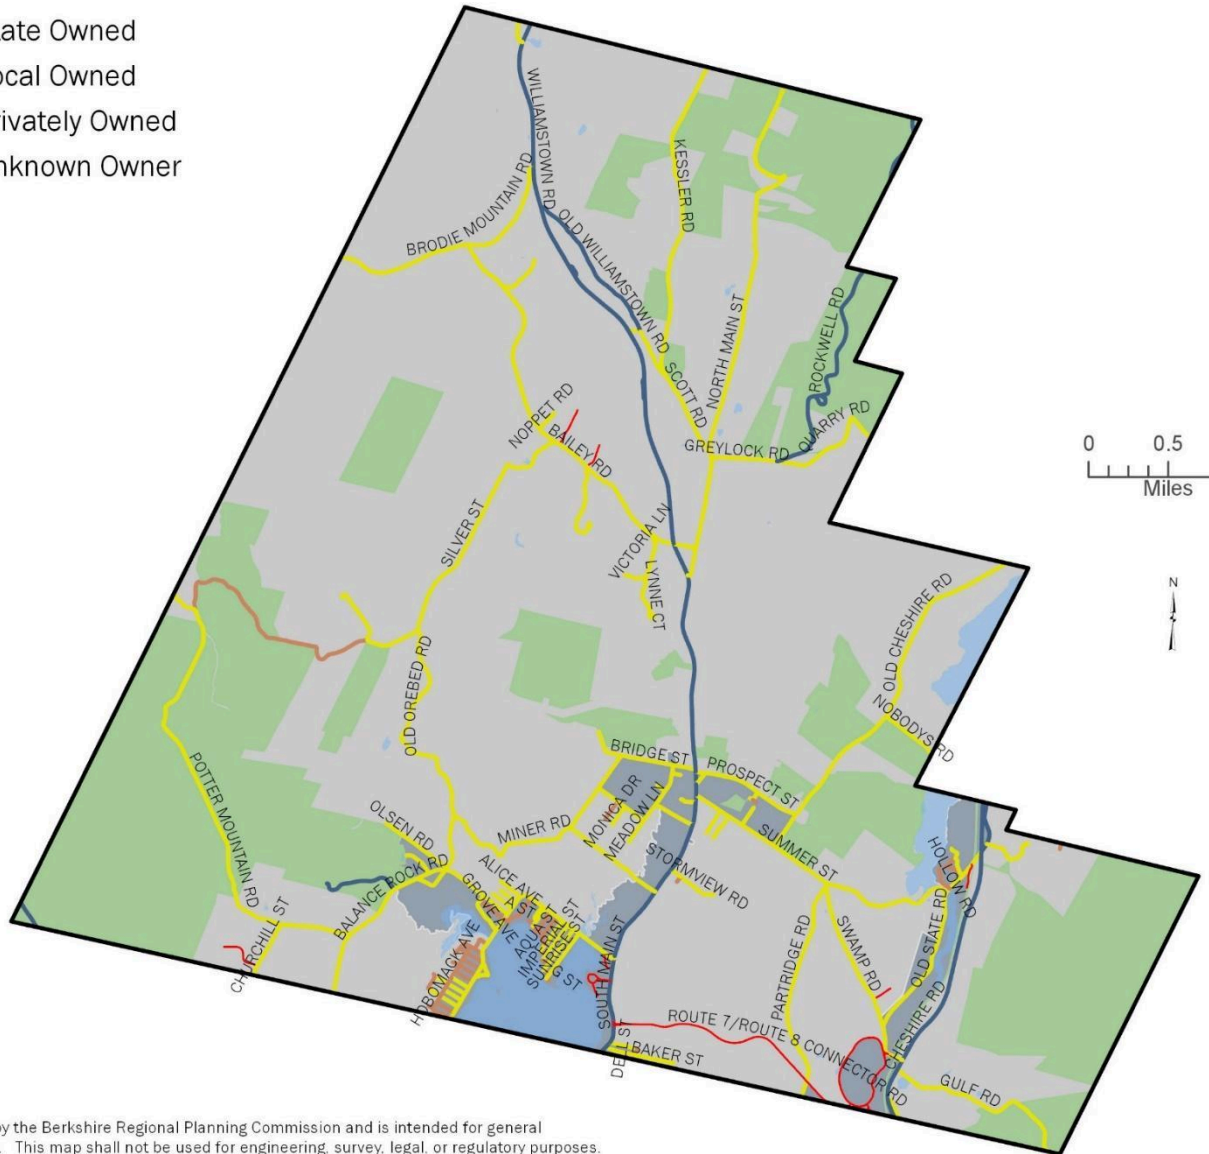 ate Owned
ocal Owned
rivately Owned
nknown Owner
WILLIAMSTOWN RD
KESSLER RD
BRODIE MOUNTAIN RD
OLD WILLIAMSTOWN RD
NORTH MAIN ST
ROCKWELL RD
SCOTT RD
NOPPET RD
BAILEY RD
GREYLOCK RD
QUARRY RD
0 0.5
Miles
SILVER ST
VICTORIA LN
LYNNE CT
N
OLD CHESHIRE RD
OLD OREBED RD
NOBODYS RD
BRIDGE ST
PROSPECT ST
POTTER MOUNTAIN RD
MONICA DR
MEADOW LN
OLSEN RD
MINER RD
SUMMER ST
HOLLOW RD
BALANCE ROCK RD
ALICE AVE
STORMVIEW RD
GROVE AVE
A ST
AQUA ST
IMPERIAL ST
SUNRISE ST
G ST
CHURCHILL ST
HOBOMACK AVE
SOUTH MAIN ST
PARTRIDGE RD
SWAMP RD
OLD STATE RD
CHESHIRE RD
ROUTE 7/ROUTE 8 CONNECTOR RD
DELL ST
BAKER ST
GULF RD
by the Berkshire Regional Planning Commission and is intended for general
. This map shall not be used for engineering, survey, legal, or regulatory purposes.